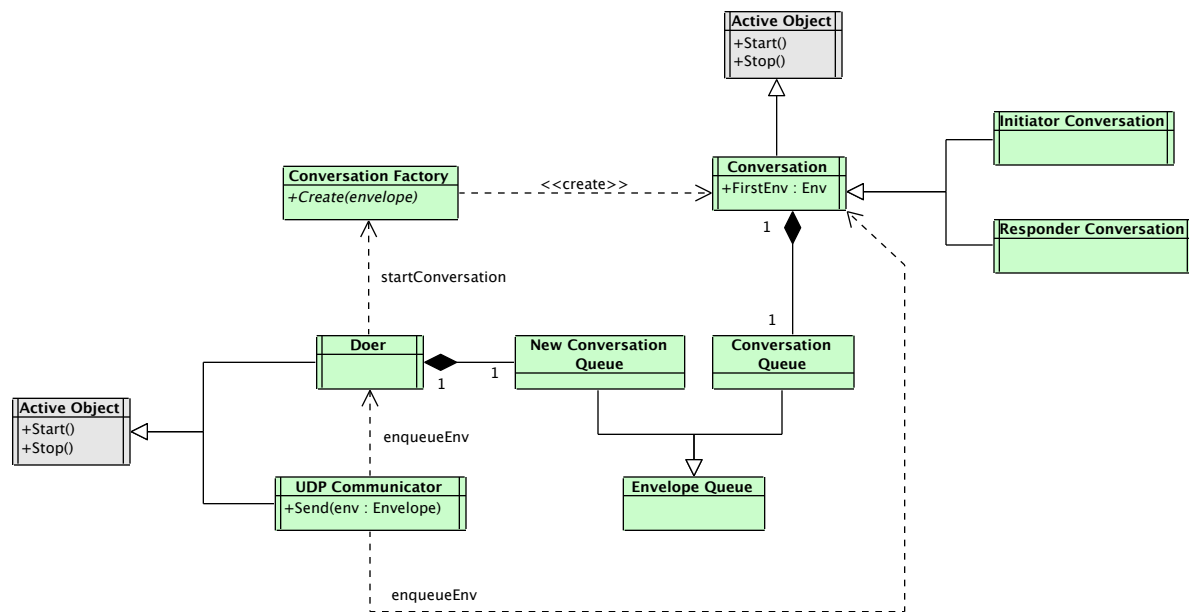 Active Object
+Start()
+Stop()
Initiator Conversation
Conversation
+FirstEnv : Env
Conversation Factory
+Create(envelope)
<<create>>
1
Responder Conversation
startConversation
1
Doer
New Conversation
Queue
Conversation
Queue
1
1
Active Object
+Start()
+Stop()
enqueueEnv
UDP Communicator
+Send(env : Envelope)
Envelope Queue
enqueueEnv